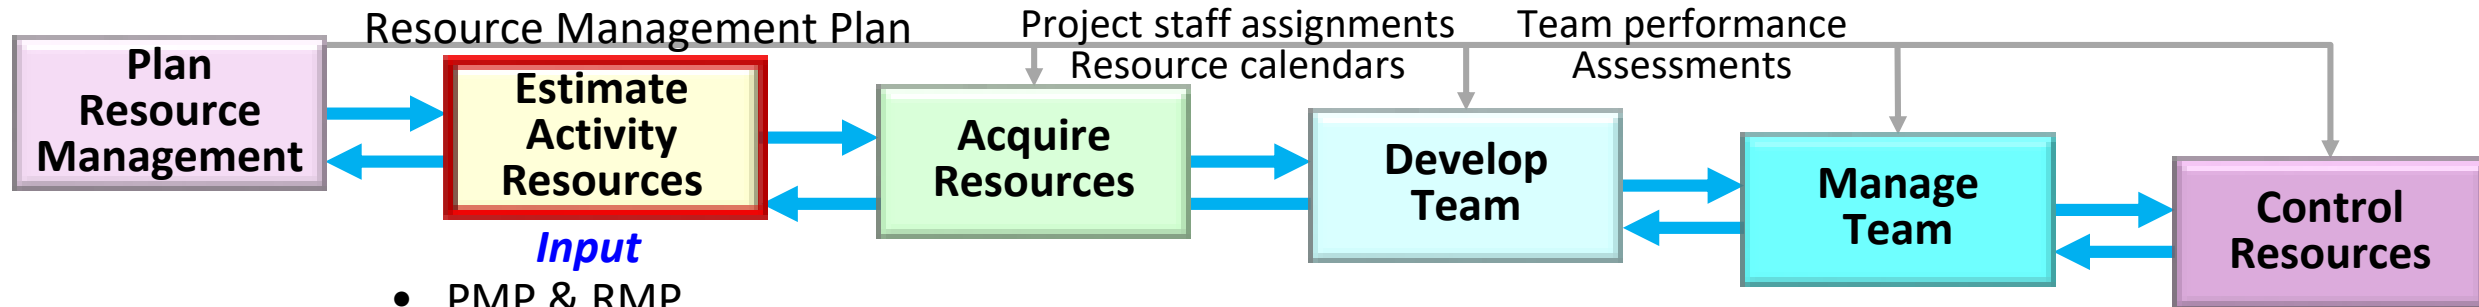 Resource Management Plan
Project staff assignments
Resource calendars
Team performance
Assessments
Plan
Resource
Management
Estimate
Activity
Resources
Acquire
Resources
Develop
Team
Manage
Team
Control
Resources
Input
• PMP & RMP